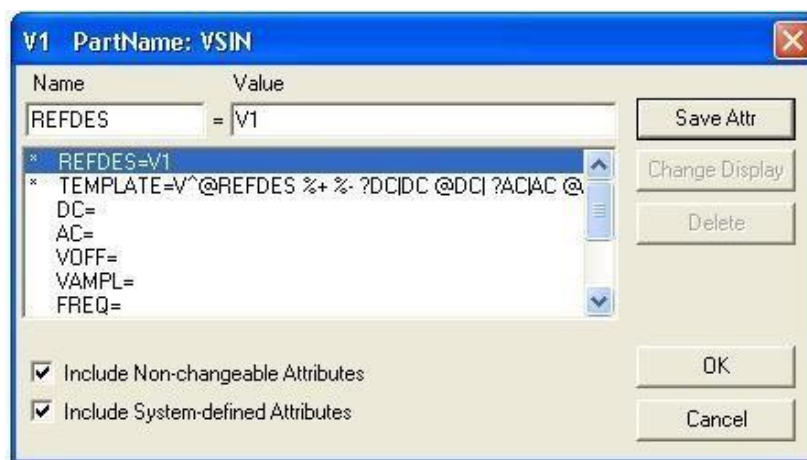 V1 PartName: VSIN
Name Value
REFDES = V1
Save Attr
* REFDES=V1
* TEMPLATE=V^@REFDES %+ %- ?DC|DC @DC| ?AC|AC @
DC=
AC=
VOFF=
VAMPL=
FREQ=
Change Display
Delete
Include Non-changeable Attributes
Include System-defined Attributes
OK
Cancel